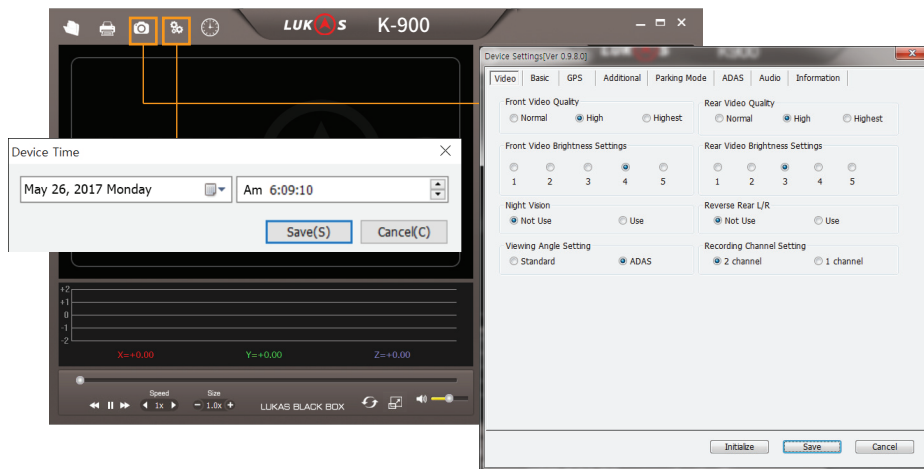 LUKAS K-900
Device Settings[Ver 0.9.8.0]
Video Basic GPS Additional Parking Mode ADAS Audio Information
Front Video Quality
Normal High Highest
Rear Video Quality
Normal High Highest
Front Video Brightness Settings
1 2 3 4 5
Rear Video Brightness Settings
1 2 3 4 5
Night Vision
Not Use Use
Reverse Rear L/R
Not Use Use
Viewing Angle Setting
Standard ADAS
Recording Channel Setting
2 channel 1 channel
Initialize Save Cancel
Device Time
May 26, 2017 Monday Am 6:09:10
Save(S) Cancel(C)
+2
+1
0
-1
-2
X=+0.00 Y=+0.00 Z=+0.00
Speed Size
1x 1.0x
LUKAS BLACK BOX